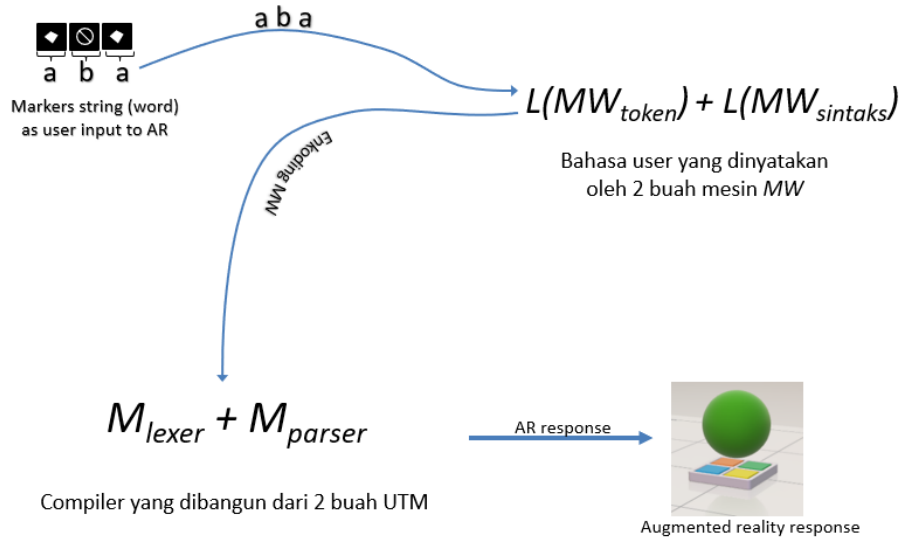 a b a
a b a
Markers string (word)
as user input to AR
L(MWtoken) + L(MWsintaks)
Bahasa user yang dinyatakan
oleh 2 buah mesin MW
Enkoding MW
Mlexer + Mparser
AR response
Compiler yang dibangun dari 2 buah UTM
Augmented reality response